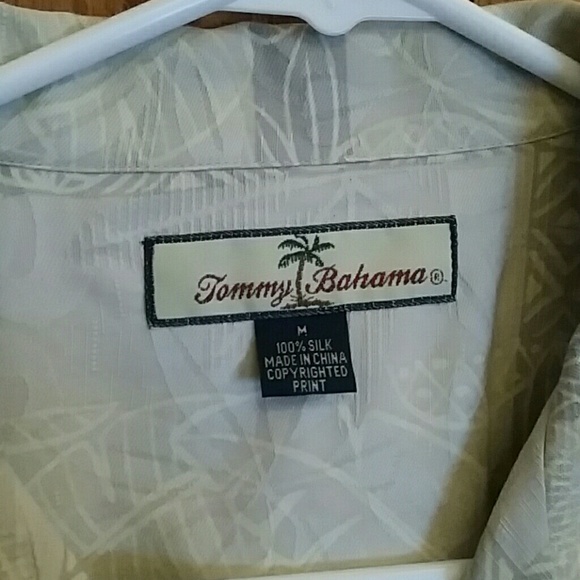 Tommy Bahama®
M
100% SILK
MADE IN CHINA
COPYRIGHTED
PRINT